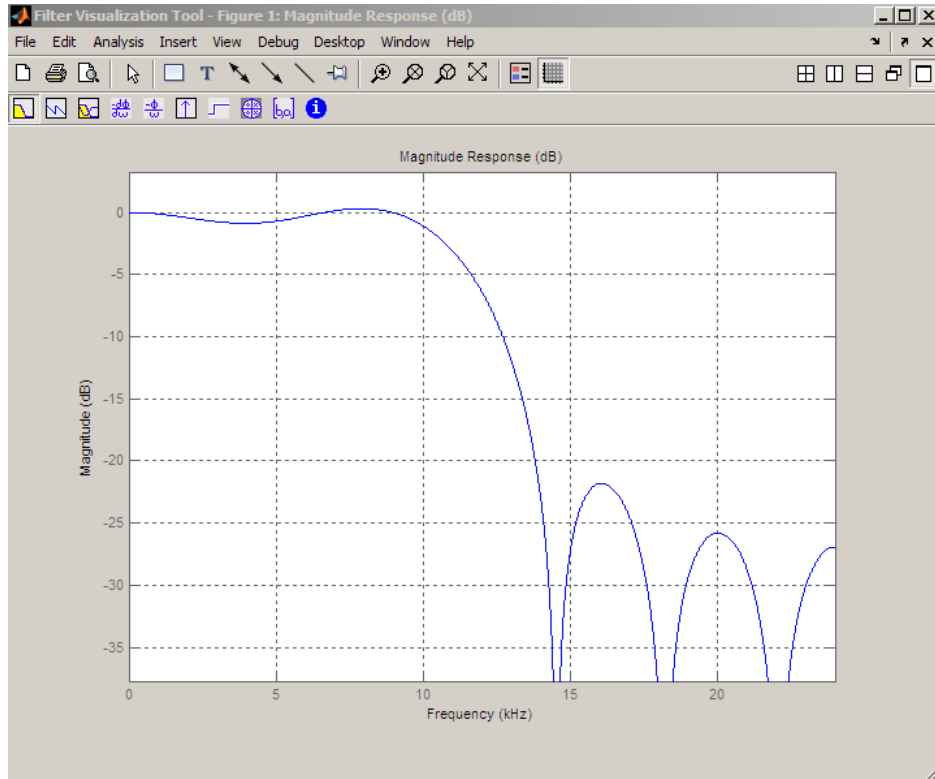 Filter Visualization Tool - Figure 1: Magnitude Response (dB)
File Edit Analysis Insert View Debug Desktop Window Help
T
[b,a]
Magnitude Response (dB)
0
-5
-10
-15
-20
-25
-30
-35
Magnitude (dB)
0 5 10 15 20
Frequency (kHz)